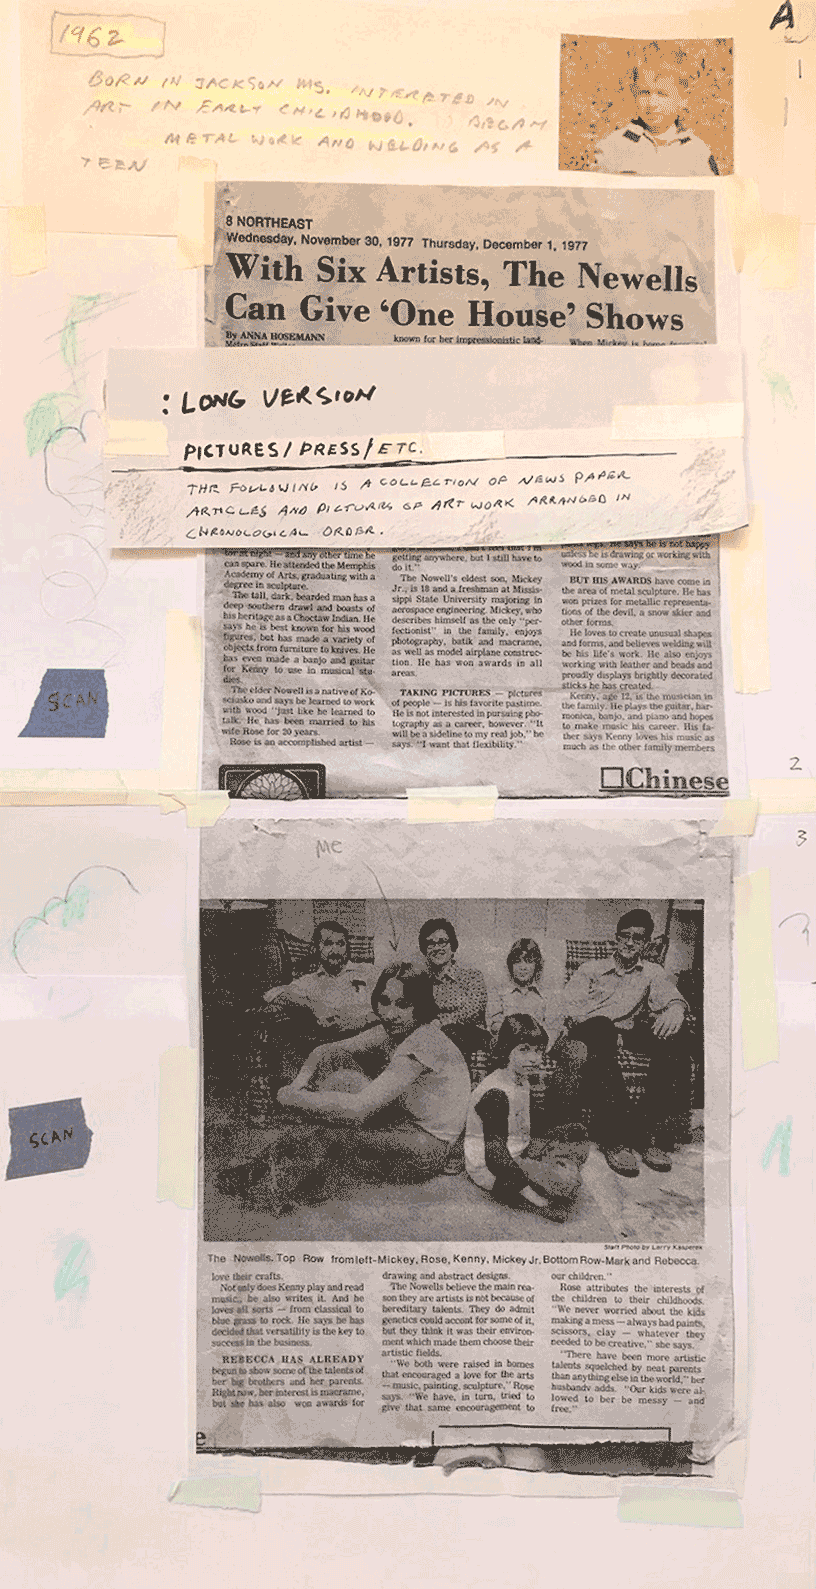 A
1962
BORN IN JACKSON MS. INTERETED IN
ART IN EARLY CHILDHOOD. I BEGAN
METAL WORK AND WELDING AS A
TEEN
8 NORTHEAST
Wednesday, November 30, 1977 Thursday, December 1, 1977
With Six Artists, The Newells
Can Give ‘One House’ Shows
By ANNA HOSEMANN
Metro Staff Writer
known for her impressionistic land-
When Mickey is home
: LONG VERSION
PICTURES/PRESS/ETC.
THE FOLLOWING IS A COLLECTION OF NEWS PAPER
ARTICLES AND PICTURES OF ART WORK ARRANGED IN
CHRONOLOGICAL ORDER.
for at night — and any other time he
can spare. He attended the Memphis
Academy of Arts, graduating with a
degree in sculpture.
The tall, dark, bearded man has a
deep southern drawl and boasts of
his heritage as a Choctaw Indian. He
says he is best known for his wood
figures, but has made a variety of
objects from furniture to knives. He
has even made a banjo and guitar
for Kenny to use in musical stu-
dies.
The elder Nowell is a native of Ko-
sciusko and says he learned to work
with wood "just like he learned to
talk. He has been married to his
wife Rose for 20 years.
Rose is an accomplished artist —
getting anywhere, but I still have to
do it."
The Nowell's eldest son, Mickey
Jr., is 18 and a freshman at Missis-
sippi State University majoring in
aerospace engineering. Mickey, who
describes himself as the only "per-
fectionist" in the family, enjoys
photography, batik and macrame,
as well as model airplane construc-
tion. He has won awards in all
areas.
TAKING PICTURES — pictures
of people — is his favorite pastime.
He is not interested in pursuing pho-
tography as a career, however. "It
will be a sideline to my real job," he
says. "I want that flexibility."
He says he is not happy
unless he is drawing or working with
wood in some way.
BUT HIS AWARDS have come in
the area of metal sculpture. He has
won prizes for metallic representa-
tions of the devil, a snow skier and
other forms.
He loves to create unusual shapes
and forms, and believes welding will
be his life's work. He also enjoys
working with leather and beads and
proudly displays brightly decorated
sticks he has created.
Kenny, age 12, is the musician in
the family. He plays the guitar, har-
monica, banjo, and piano and hopes
to make music his career. His fa-
ther says Kenny loves his music as
much as the other family members
SCAN
Chinese
2
3
Me
SCAN
Staff Photo by Larry Kasperek
The Nowells. Top Row from left-Mickey, Rose, Kenny, Mickey Jr. Bottom Row-Mark and Rebecca.
love their crafts.
Not only does Kenny play and read
music, he also writes it. And he
loves all sorts — from classical to
blue grass to rock. He says he has
decided that versatility is the key to
success in the business.
REBECCA HAS ALREADY
begun to show some of the talents of
her big brothers and her parents.
Right now, her interest is macrame,
but she has also won awards for
drawing and abstract designs.
The Nowells believe the main rea-
son they are artists is not because of
hereditary talents. They do admit
genetics could accont for some of it,
but they think it was their environ-
ment which made them choose their
artistic fields.
"We both were raised in homes
that encouraged a love for the arts
— music, painting, sculpture," Rose
says. "We have, in turn, tried to
give that same encouragement to
our children."
Rose attributes the interests of
the children to their childhoods.
"We never worried about the kids
making a mess — always had paints,
scissors, clay — whatever they
needed to be creative," she says.
"There have been more artistic
talents squelched by neat parents
than anything else in the world," her
husband adds. "Our kids were al-
lowed to ber be messy — and
free."
e